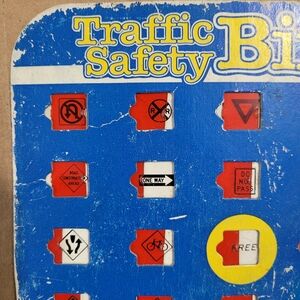 Traffic Bi
Safety
R R
ONE WAY
DO
NOT
PASS
FREE